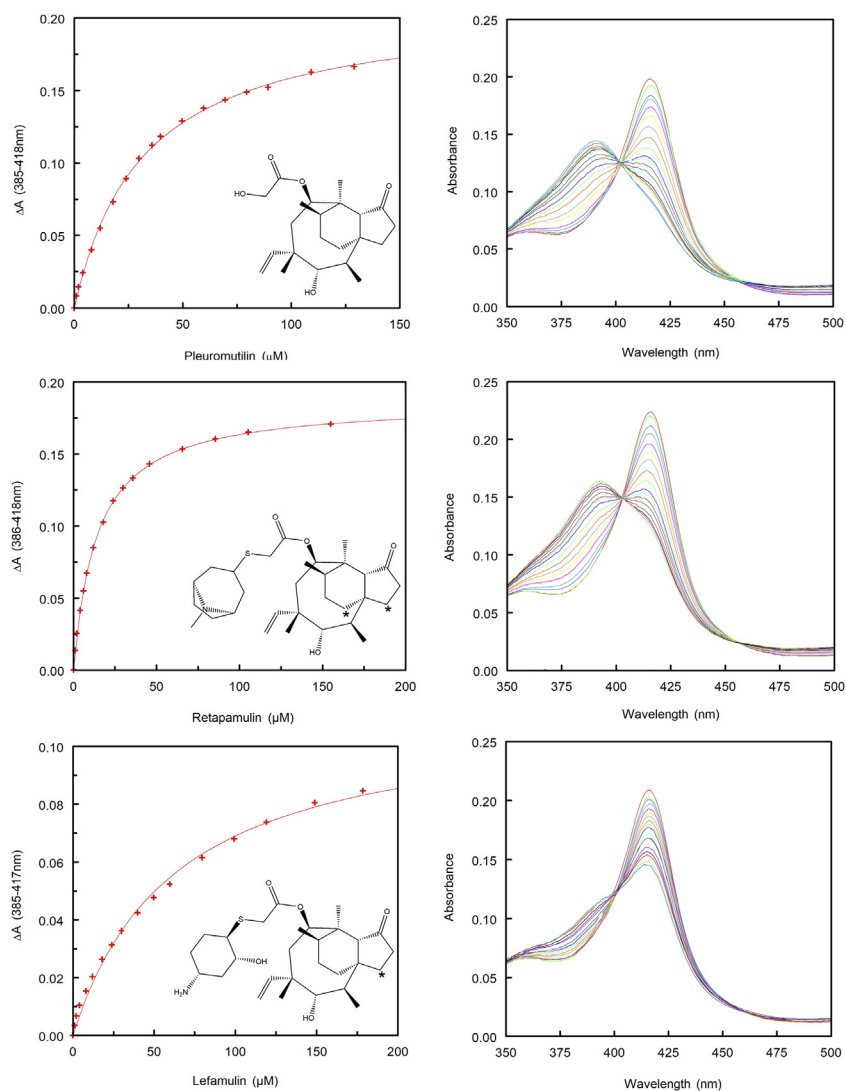 0.20
0.15
0.10
0.05
0.00
0
50
100
150
ΔA (385-418nm)
Pleuromutilin (μM)
O
HO
O
O
HO
0.25
0.20
0.15
0.10
0.05
0.00
350
375
400
425
450
475
500
Absorbance
Wavelength (nm)
0.20
0.15
0.10
0.05
0.00
0
50
100
150
200
ΔA (386-418nm)
Retapamulin (μM)
O
S
O
O
N
*
*
HO
0.25
0.20
0.15
0.10
0.05
0.00
350
375
400
425
450
475
500
Absorbance
Wavelength (nm)
0.10
0.08
0.06
0.04
0.02
0.00
0
50
100
150
200
ΔA (385-417nm)
Lefamulin (μM)
O
S
O
O
OH
H₂N
*
HO
0.25
0.20
0.15
0.10
0.05
0.00
350
375
400
425
450
475
500
Absorbance
Wavelength (nm)